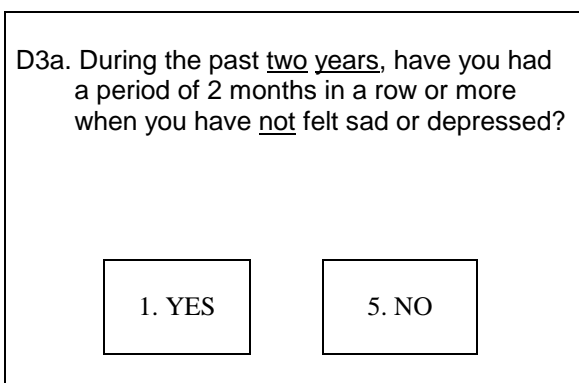 D3a. During the past two years, have you had
a period of 2 months in a row or more
when you have not felt sad or depressed?
1. YES 5. NO